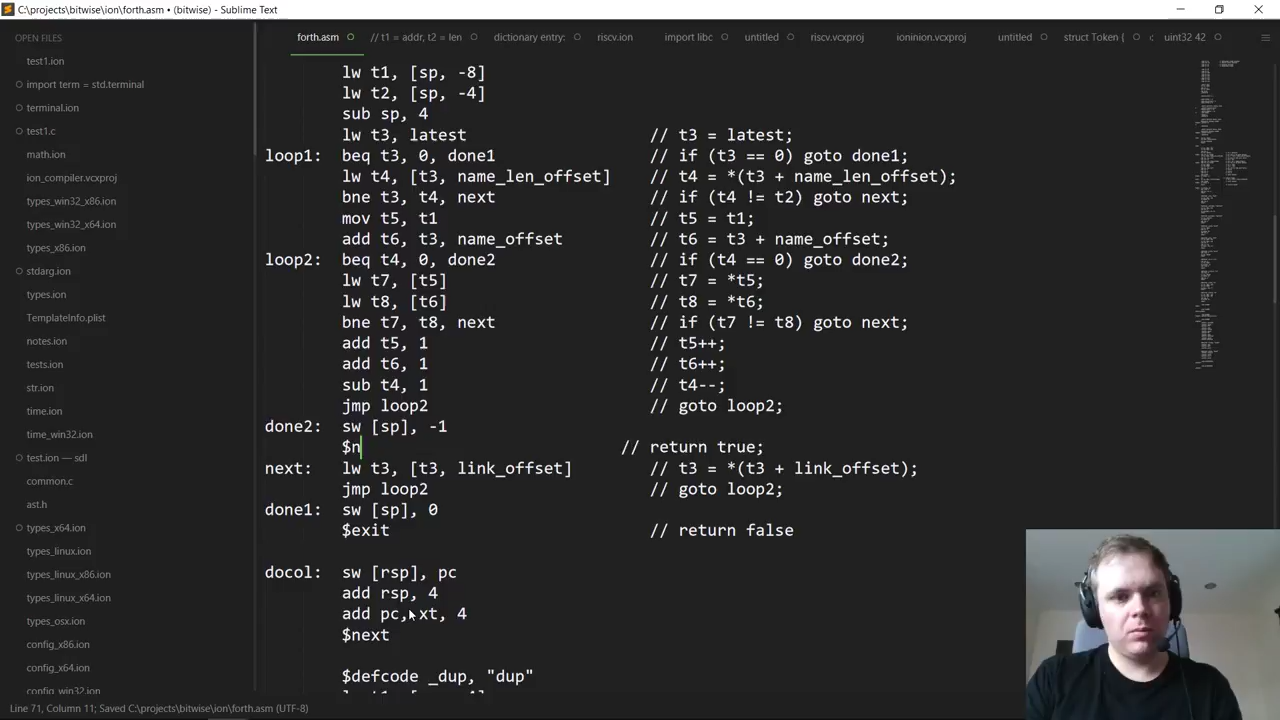 C:\projects\bitwise\ion\forth.asm • (bitwise) - Sublime Text
OPEN FILES
test1.ion
import term = std.terminal
terminal.ion
test1.c
math.ion
ion_compiler.vcxproj
types_win32_x86.ion
types_win32_x64.ion
types_x86.ion
stdarg.ion
types.ion
TemplateInfo.plist
notes.ion
tests.ion
str.ion
time.ion
time_win32.ion
test.ion — sdl
common.c
ast.h
types_x64.ion
types_linux.ion
types_linux_x86.ion
types_linux_x64.ion
types_osx.ion
config_x86.ion
config_x64.ion
config_win32.ion
forth.asm // t1 = addr, t2 = len dictionary entry: riscv.ion import libc untitled riscv.vcxproj ioninion.vcxproj untitled struct Token { uint32 42
lw t1, [sp, -8]
lw t2, [sp, -4]
sub sp, 4
lw t3, latest // t3 = latest;
loop1: beq t3, 0, done1 // if (t3 == 0) goto done1;
lw t4, [t3, name_len_offset] // t4 = *(t3 + name_len_offset);
bne t3, t4, next // if (t4 != t2) goto next;
mov t5, t1 // t5 = t1;
add t6, t3, name_offset // t6 = t3 + name_offset;
loop2: beq t4, 0, done2 // if (t4 == 0) goto done2;
lw t7, [t5] // t7 = *t5;
lw t8, [t6] // t8 = *t6;
bne t7, t8, next // if (t7 != t8) goto next;
add t5, 1 // t5++;
add t6, 1 // t6++;
sub t4, 1 // t4--;
jmp loop2 // goto loop2;
done2: sw [sp], -1
$n // return true;
next: lw t3, [t3, link_offset] // t3 = *(t3 + link_offset);
jmp loop2 // goto loop2;
done1: sw [sp], 0
$exit // return false
docol: sw [rsp], pc
add rsp, 4
add pc, xt, 4
$next
$defcode _dup, "dup"
Line 71, Column 11; Saved C:\projects\bitwise\ion\forth.asm (UTF-8)